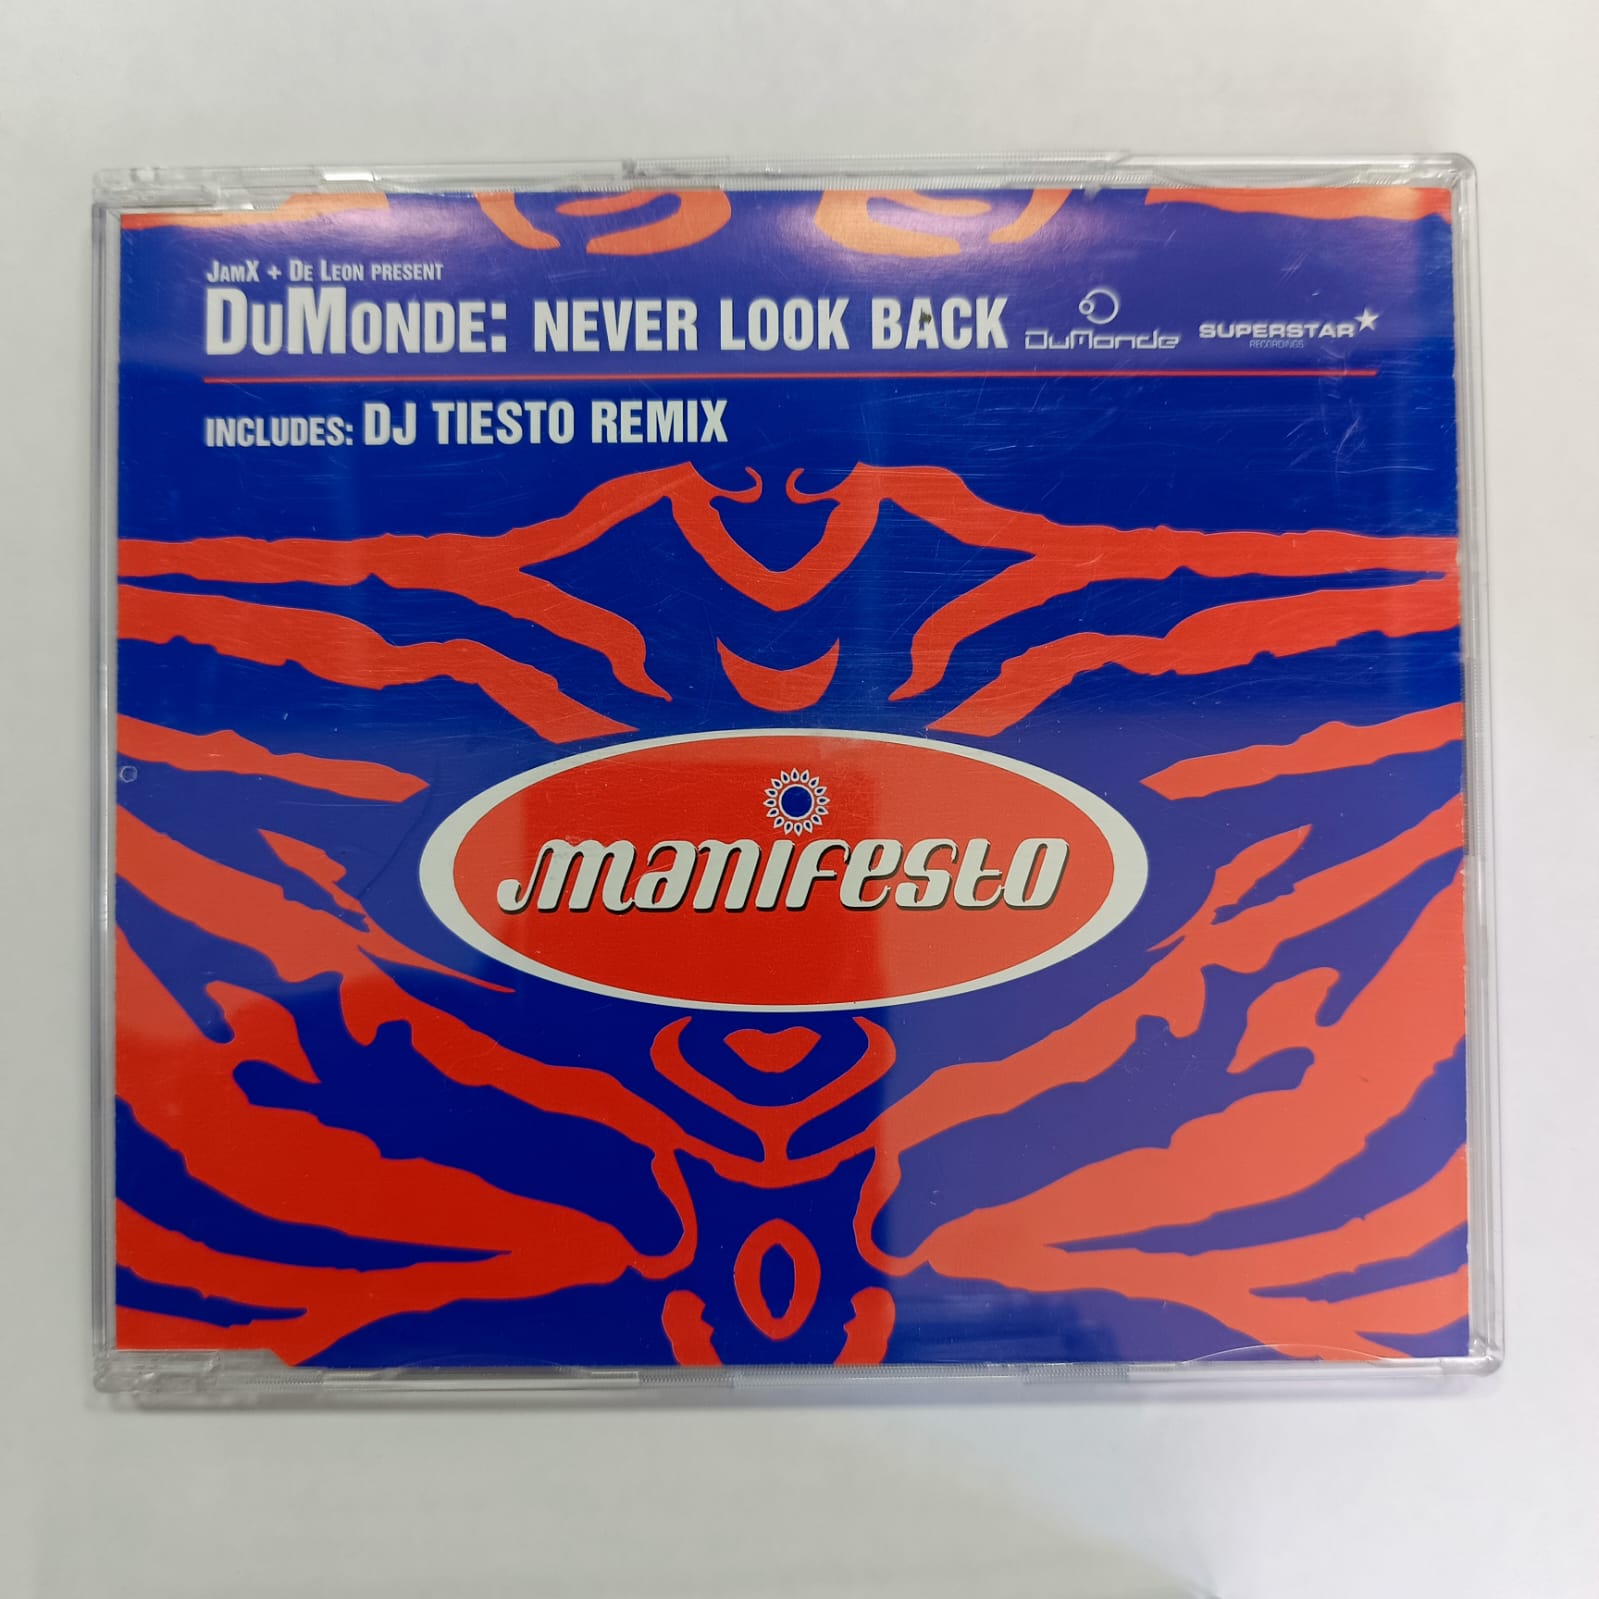 JAMX + DE LEON PRESENT
DUMONDE: NEVER LOOK BACK
DuMonde
SUPERSTAR
RECORDINGS
INCLUDES: DJ TIESTO REMIX
manifesto